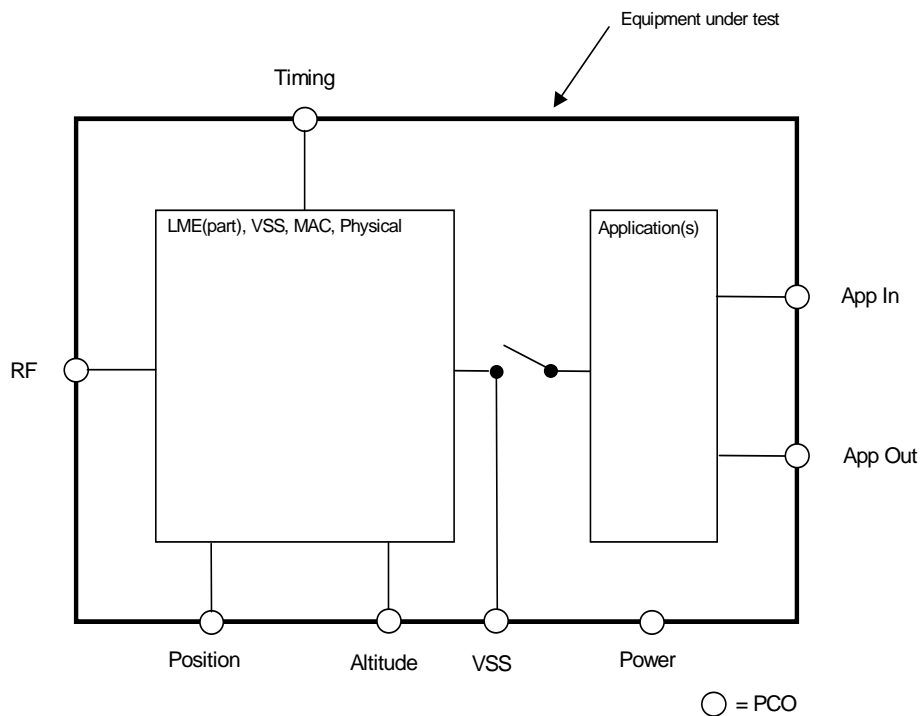 Equipment under test
Timing
LME(part), VSS, MAC, Physical
Application(s)
App In
RF
App Out
Position
Altitude
VSS
Power
= PCO